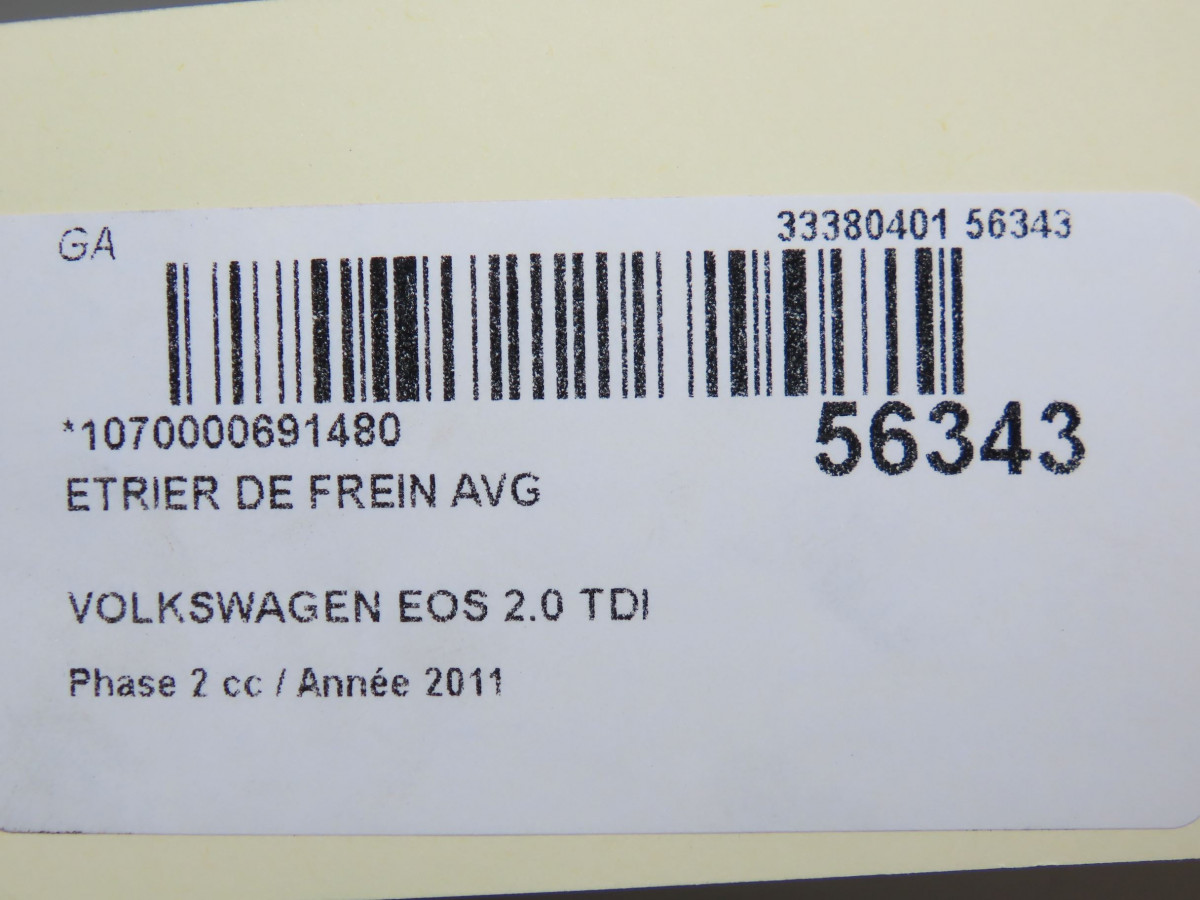 GA
33380401 56343
*1070000691480
56343
ETRIER DE FREIN AVG
VOLKSWAGEN EOS 2.0 TDI
Phase 2 cc / Année 2011